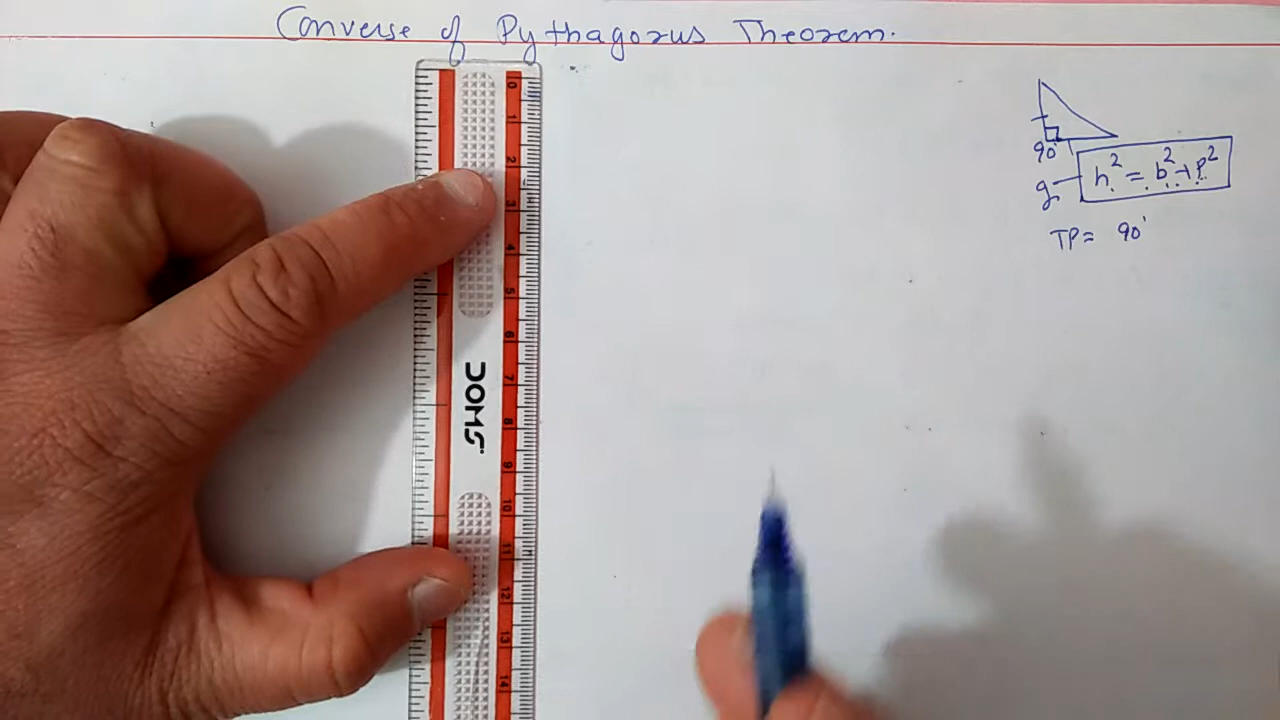 Converse of Pythagorus Theorem.
90°
g h² = b² + p²
TP = 90°
0 1 2 3 4 5 6 7 8 9 10 11 12 13 14
DOMS